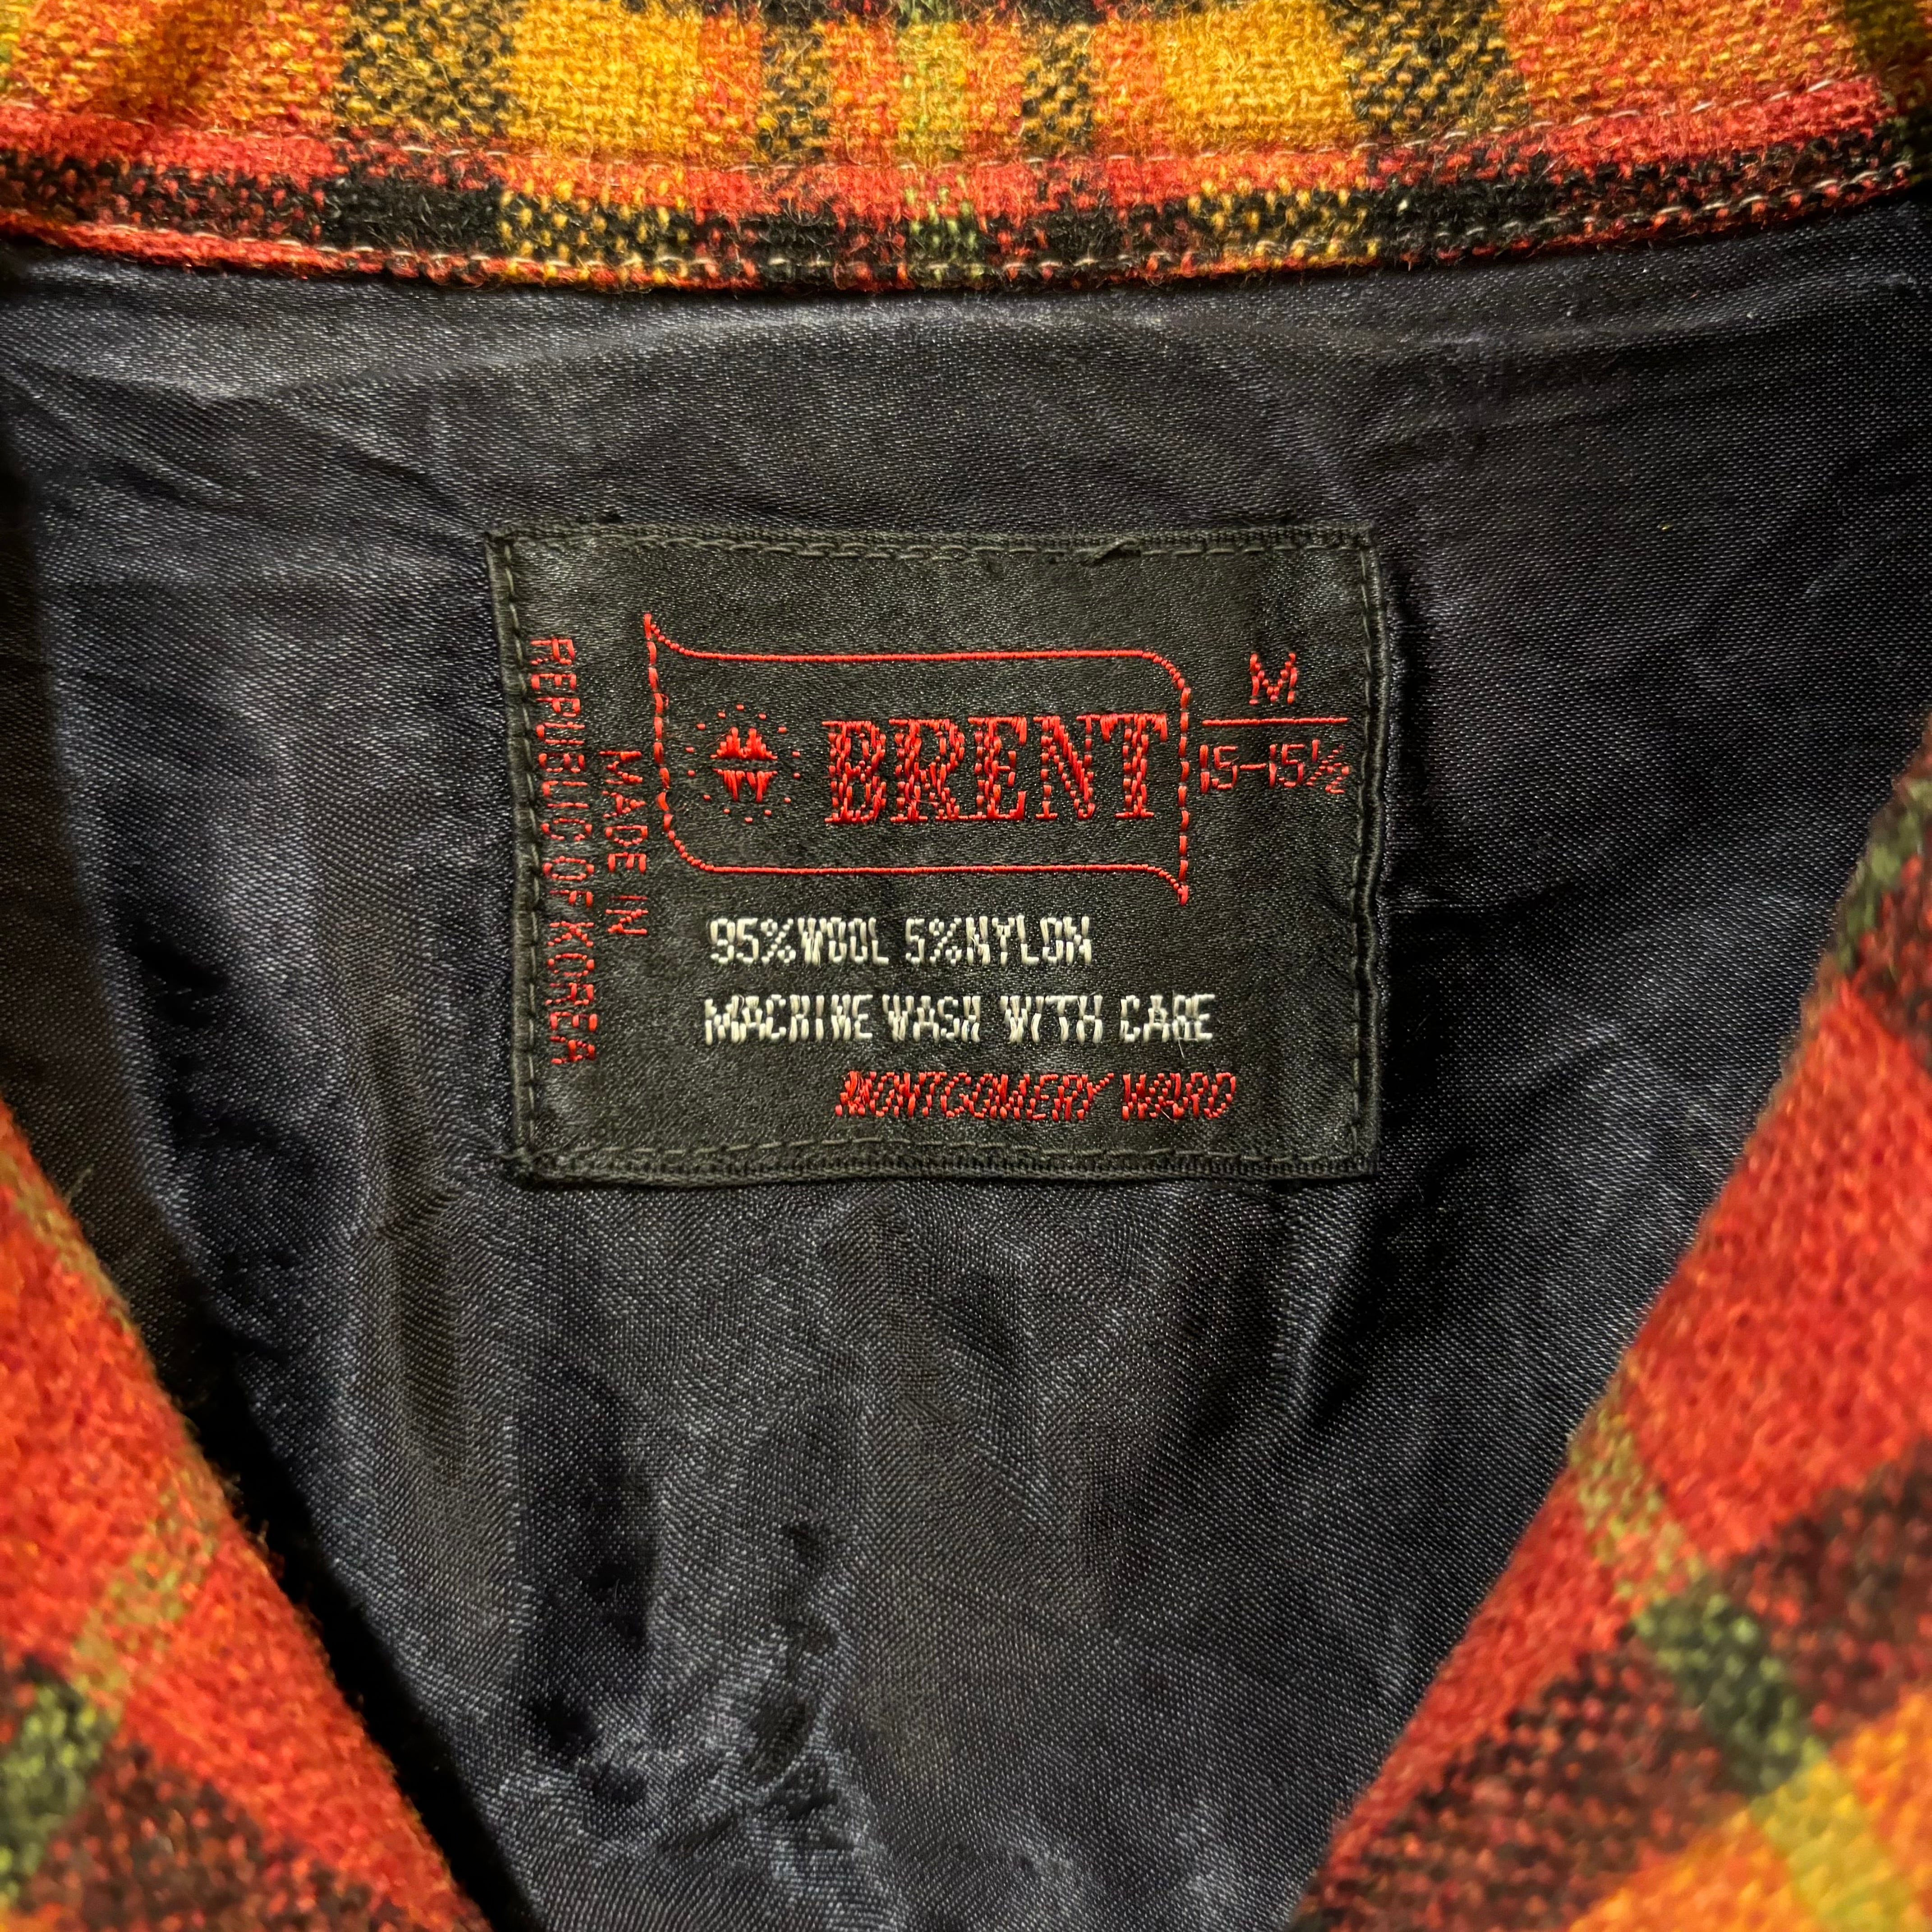 MADE IN
REPUBLIC OF KOREA
MW BRENT
M
15-15½
95% WOOL 5% NYLON
MACHINE WASH WITH CARE
MONTGOMERY WARD